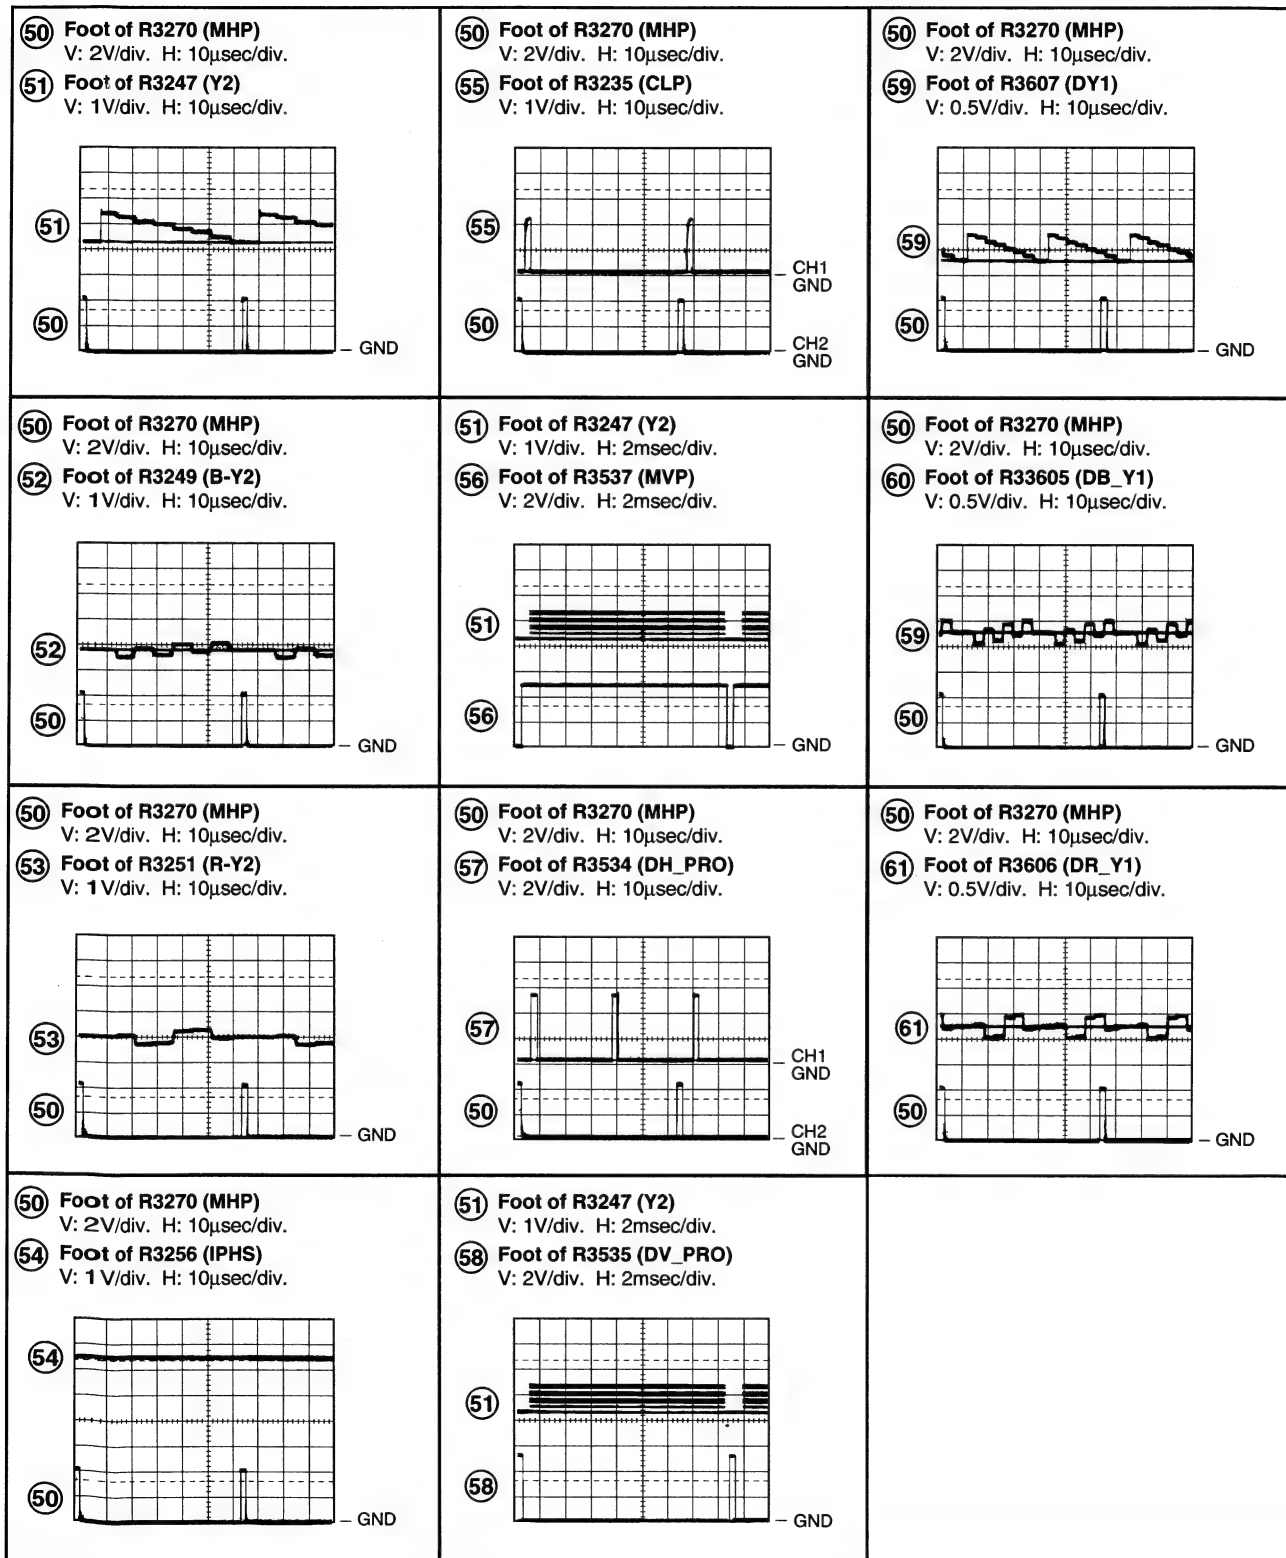 50 Foot of R3270 (MHP)
V: 2V/div. H: 10µsec/div.
51 Foot of R3247 (Y2)
V: 1V/div. H: 10µsec/div.
51
50
GND
50 Foot of R3270 (MHP)
V: 2V/div. H: 10µsec/div.
55 Foot of R3235 (CLP)
V: 1V/div. H: 10µsec/div.
55
CH1
GND
50
CH2
GND
50 Foot of R3270 (MHP)
V: 2V/div. H: 10µsec/div.
59 Foot of R3607 (DY1)
V: 0.5V/div. H: 10µsec/div.
59
50
GND
50 Foot of R3270 (MHP)
V: 2V/div. H: 10µsec/div.
52 Foot of R3249 (B-Y2)
V: 1V/div. H: 10µsec/div.
52
50
GND
51 Foot of R3247 (Y2)
V: 1V/div. H: 2msec/div.
56 Foot of R3537 (MVP)
V: 2V/div. H: 2msec/div.
51
56
GND
50 Foot of R3270 (MHP)
V: 2V/div. H: 10µsec/div.
60 Foot of R33605 (DB_Y1)
V: 0.5V/div. H: 10µsec/div.
59
50
GND
50 Foot of R3270 (MHP)
V: 2V/div. H: 10µsec/div.
53 Foot of R3251 (R-Y2)
V: 1V/div. H: 10µsec/div.
53
50
GND
50 Foot of R3270 (MHP)
V: 2V/div. H: 10µsec/div.
57 Foot of R3534 (DH_PRO)
V: 2V/div. H: 10µsec/div.
57
CH1
GND
50
CH2
GND
50 Foot of R3270 (MHP)
V: 2V/div. H: 10µsec/div.
61 Foot of R3606 (DR_Y1)
V: 0.5V/div. H: 10µsec/div.
61
50
GND
50 Foot of R3270 (MHP)
V: 2V/div. H: 10µsec/div.
54 Foot of R3256 (IPHS)
V: 1V/div. H: 10µsec/div.
54
50
GND
51 Foot of R3247 (Y2)
V: 1V/div. H: 2msec/div.
58 Foot of R3535 (DV_PRO)
V: 2V/div. H: 2msec/div.
51
58
GND